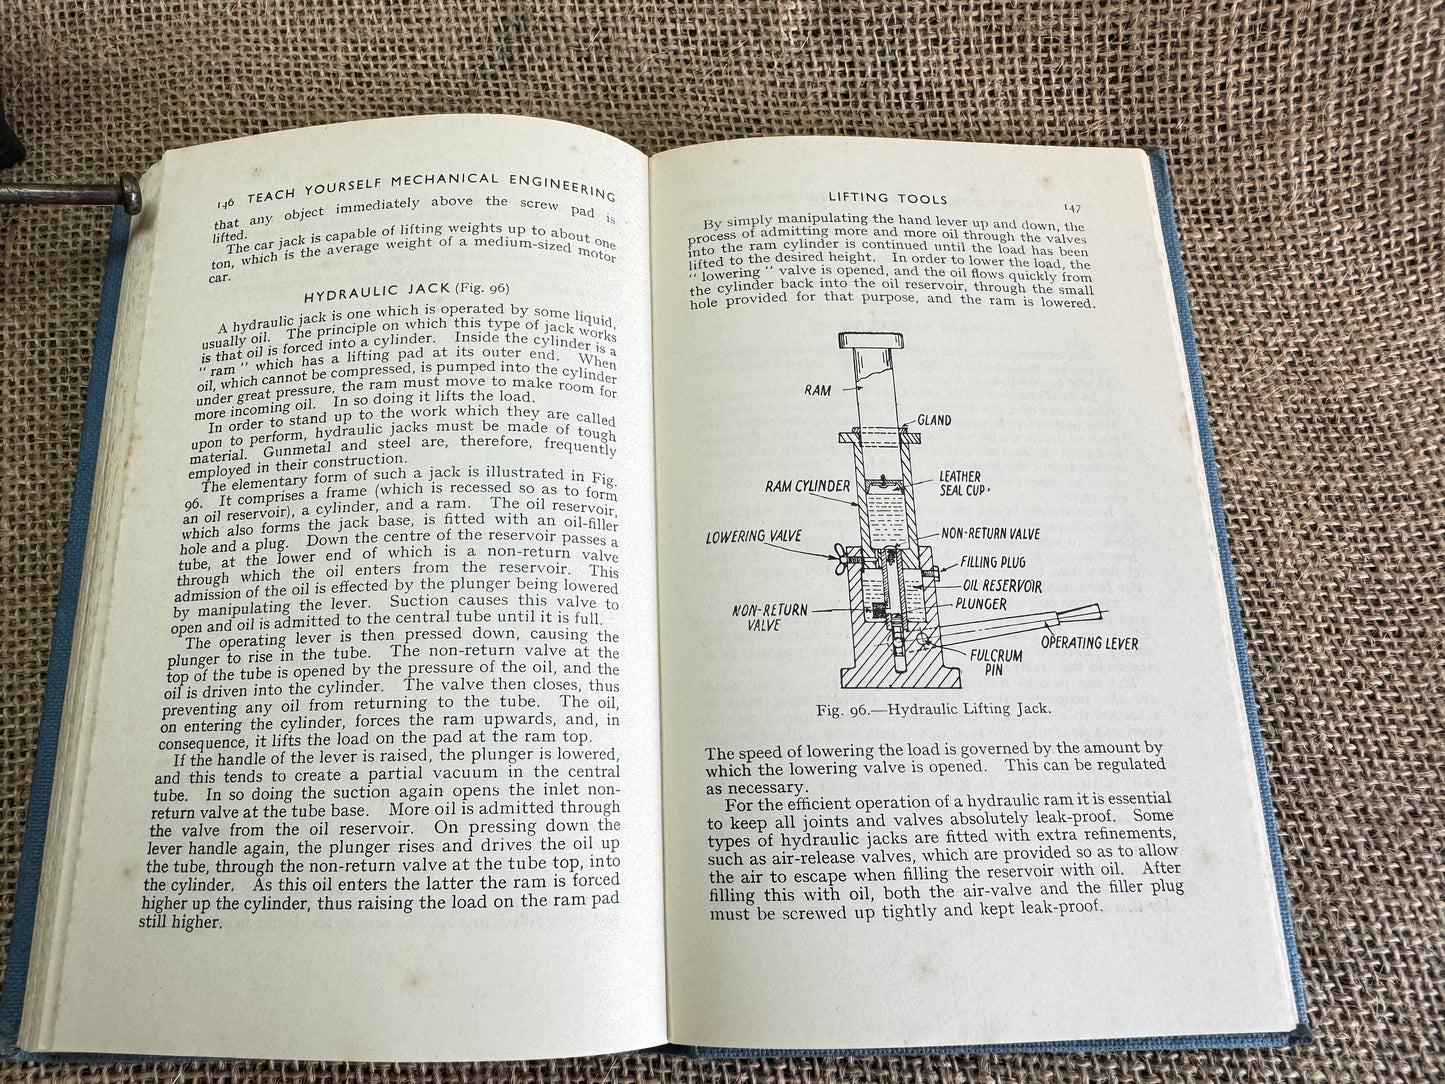 146 TEACH YOURSELF MECHANICAL ENGINEERING
that any object immediately above the screw pad is
lifted.
The car jack is capable of lifting weights up to about one
ton, which is the average weight of a medium-sized motor
car.
HYDRAULIC JACK (Fig. 96)
A hydraulic jack is one which is operated by some liquid,
usually oil. The principle on which this type of jack works
is that oil is forced into a cylinder. Inside the cylinder is a
“ ram ” which has a lifting pad at its outer end. When
oil, which cannot be compressed, is pumped into the cylinder
under great pressure, the ram must move to make room for
more incoming oil. In so doing it lifts the load.
In order to stand up to the work which they are called
upon to perform, hydraulic jacks must be made of tough
material. Gunmetal and steel are, therefore, frequently
employed in their construction.
The elementary form of such a jack is illustrated in Fig.
96. It comprises a frame (which is recessed so as to form
an oil reservoir), a cylinder, and a ram. The oil reservoir,
which also forms the jack base, is fitted with an oil-filler
hole and a plug. Down the centre of the reservoir passes a
tube, at the lower end of which is a non-return valve
through which the oil enters from the reservoir. This
admission of the oil is effected by the plunger being lowered
by manipulating the lever. Suction causes this valve to
open and oil is admitted to the central tube until it is full.
The operating lever is then pressed down, causing the
plunger to rise in the tube. The non-return valve at the
top of the tube is opened by the pressure of the oil, and the
oil is driven into the cylinder. The valve then closes, thus
preventing any oil from returning to the tube. The oil,
on entering the cylinder, forces the ram upwards, and, in
consequence, it lifts the load on the pad at the ram top.
If the handle of the lever is raised, the plunger is lowered,
and this tends to create a partial vacuum in the central
tube. In so doing the suction again opens the inlet non-
return valve at the tube base. More oil is admitted through
the valve from the oil reservoir. On pressing down the
lever handle again, the plunger rises and drives the oil up
the tube, through the non-return valve at the tube top, into
the cylinder. As this oil enters the latter the ram is forced
higher up the cylinder, thus raising the load on the ram pad
still higher.
LIFTING TOOLS 147
By simply manipulating the hand lever up and down, the
process of admitting more and more oil through the valves
into the ram cylinder is continued until the load has been
lifted to the desired height. In order to lower the load, the
“ lowering ” valve is opened, and the oil flows quickly from
the cylinder back into the oil reservoir, through the small
hole provided for that purpose, and the ram is lowered.
RAM
GLAND
RAM CYLINDER
LEATHER
SEAL CUP
LOWERING VALVE
NON-RETURN VALVE
FILLING PLUG
OIL RESERVOIR
PLUNGER
NON-RETURN
VALVE
OPERATING LEVER
FULCRUM
PIN
Fig. 96.—Hydraulic Lifting Jack.
The speed of lowering the load is governed by the amount by
which the lowering valve is opened. This can be regulated
as necessary.
For the efficient operation of a hydraulic ram it is essential
to keep all joints and valves absolutely leak-proof. Some
types of hydraulic jacks are fitted with extra refinements,
such as air-release valves, which are provided so as to allow
the air to escape when filling the reservoir with oil. After
filling this with oil, both the air-valve and the filler plug
must be screwed up tightly and kept leak-proof.